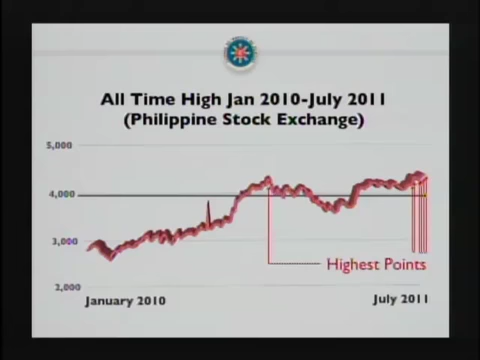 All Time High Jan 2010-July 2011
(Philippine Stock Exchange)
5,000
4,000
3,000
2,000
Highest Points
January 2010
July 2011